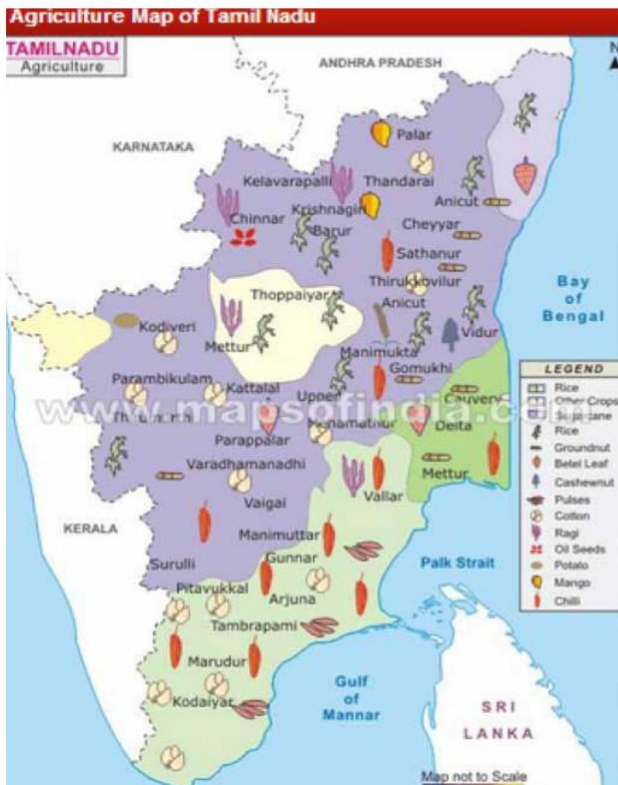 Agriculture Map of Tamil Nadu
TAMILNADU
Agriculture
ANDHRA PRADESH
KARNATAKA
Palar
Kelavarapalli
Thandarai
Krishnagiri
Anicut
Chinnar
Barur
Cheyyar
Sathanur
Thirukkovilur
Bay
of
Bengal
Thoppaiyar
Anicut
Kodiveri
Mettur
Vidur
Manimukta
Gomukhi
Parambikulam
Kattalai
Upper
Cauvery
www.mapsofindia.com
Thirumurthi
Parappalar
Delta
Varadhamanadhi
Mettur
Vaigai
Vallar
KERALA
Manimuttar
Gunnar
Surulli
Palk Strait
Pitavukkal
Arjuna
Tambrapami
Marudur
Gulf
of
Mannar
Kodaiyar
SRI
LANKA
Map not to Scale
LEGEND
Rice
Other Crops
Sugarcane
Rice
Groundnut
Betel Leaf
Cashewnut
Pulses
Cotton
Ragi
Oil Seeds
Potato
Mango
Chilli